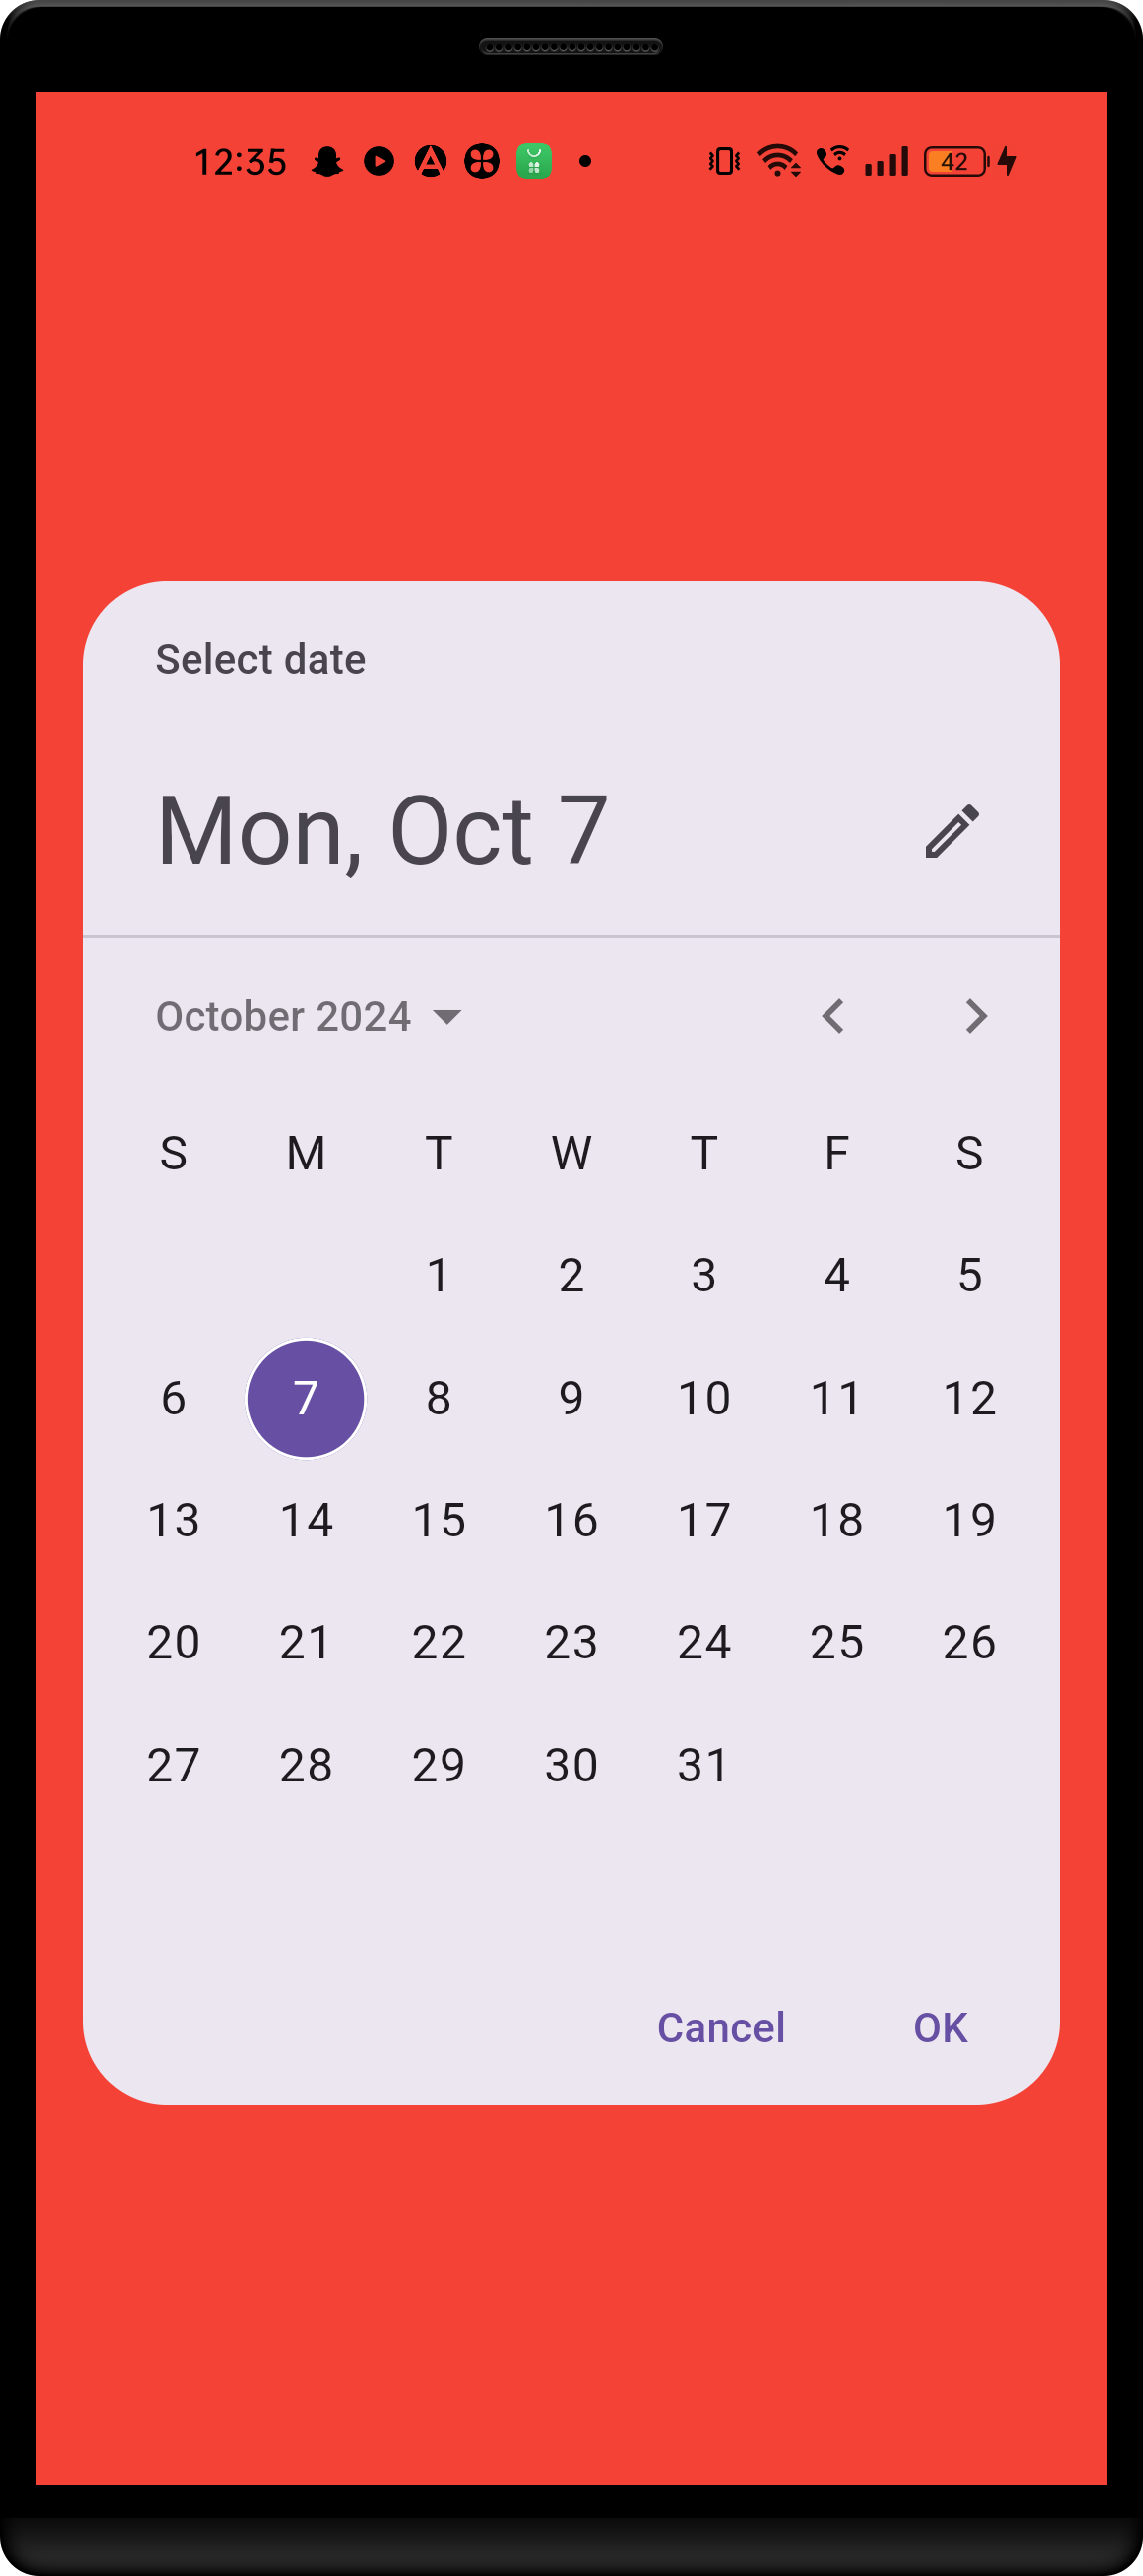 12:35 42
Select date
Mon, Oct 7
October 2024
S M T W T F S
1 2 3 4 5
6 7 8 9 10 11 12
13 14 15 16 17 18 19
20 21 22 23 24 25 26
27 28 29 30 31
Cancel OK